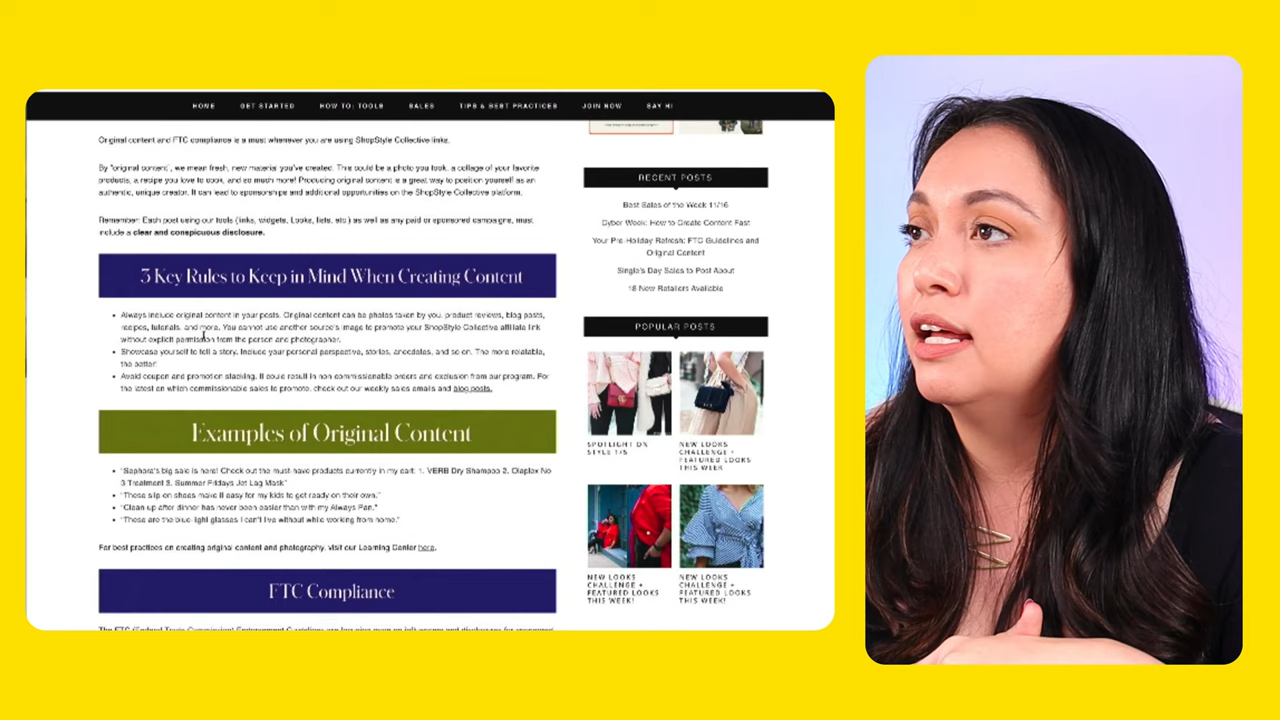 HOME GET STARTED HOW TO| TOOLS SALES TIPS & BEST PRACTICES JOIN NOW SAY HI
Original content and FTC compliance is a must whenever you are using ShopStyle Collective links.
By "original content", we mean fresh, new material you've created. This could be a photo you took, a collage of your favorite
products, a recipe you love to cook, and so much more! Producing original content is a great way to position yourself as an
authentic, unique creator. It can lead to sponsorships and additional opportunities on the ShopStyle Collective platform.
Remember: Each post using our tools (links, widgets, Looks, lists, etc.) as well as any paid or sponsored campaigns, must
include a clear and conspicuous disclosure.
3 Key Rules to Keep in Mind When Creating Content
Always include original content in your posts. Original content can be photos taken by you, product reviews, blog posts,
recipes, tutorials, and more. You cannot use another source's image to promote your ShopStyle Collective affiliate link
without explicit permission from the person and photographer.
Showcase yourself to tell a story. Include your personal perspective, stories, anecdotes, and so on. The more relatable,
the better!
Avoid coupon and promotion stacking. It could result in non-commissionable orders and exclusion from our program. For
the latest on which commissionable sales to promote, check out our weekly sales emails and blog posts.
Examples of Original Content
"Sephora's big sale is here! Check out the must-have products currently in my cart: 1. VERB Dry Shampoo 2. Olaplex No
3 Treatment 3. Summer Fridays Jet Lag Mask"
"These slip on shoes make it easy for my kids to get ready on their own."
"Clean up after dinner has never been easier than with my Always Pan."
"These are the blue-light glasses I can't live without while working from home."
For best practices on creating original content and photography, visit our Learning Center here.
FTC Compliance
The FTC (Federal Trade Commission) Endorsement Guidelines are
RECENT POSTS
Best Sales of the Week 11/16
Cyber Week: How to Create Content Fast
Your Pre-Holiday Refresh: FTC Guidelines and
Original Content
Single's Day Sales to Post About
18 New Retailers Available
POPULAR POSTS
SPOTLIGHT ON
STYLE 1/5
NEW LOOKS
CHALLENGE +
FEATURED LOOKS
THIS WEEK
NEW LOOKS
CHALLENGE +
FEATURED LOOKS
THIS WEEK!
NEW LOOKS
CHALLENGE +
FEATURED LOOKS
THIS WEEK!